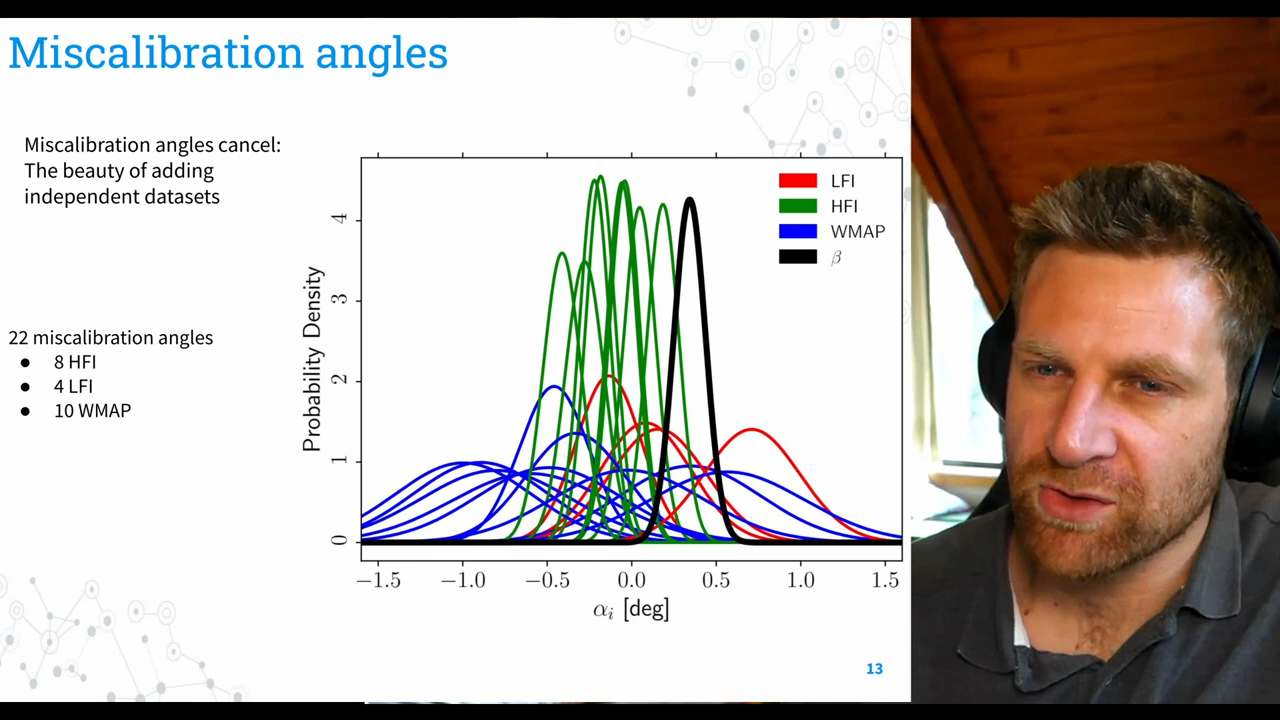 Miscalibration angles
Miscalibration angles cancel:
The beauty of adding
independent datasets
22 miscalibration angles
● 8 HFI
● 4 LFI
● 10 WMAP
LFI
HFI
WMAP
β
Probability Density
4
3
2
1
0
−1.5 −1.0 −0.5 0.0 0.5 1.0 1.5
αᵢ [deg]
13